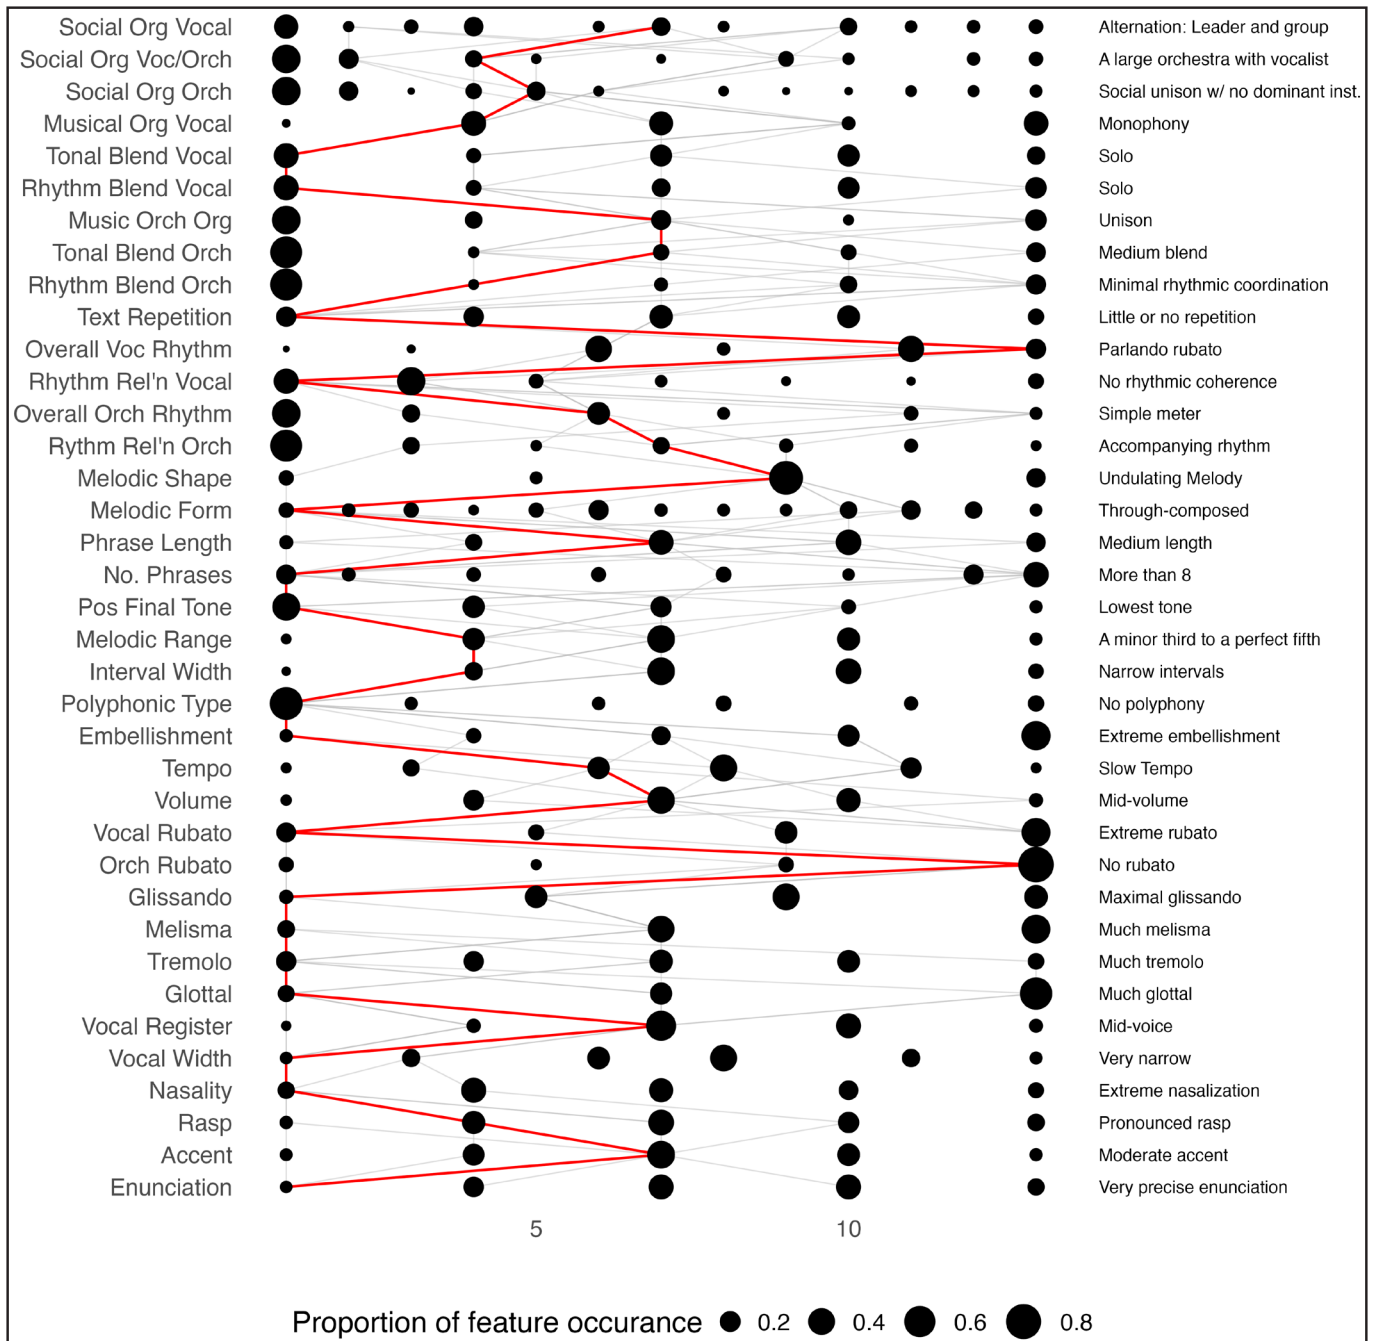 Social Org Vocal Alternation: Leader and group
Social Org Voc/Orch A large orchestra with vocalist
Social Org Orch Social unison w/ no dominant inst.
Musical Org Vocal Monophony
Tonal Blend Vocal Solo
Rhythm Blend Vocal Solo
Music Orch Org Unison
Tonal Blend Orch Medium blend
Rhythm Blend Orch Minimal rhythmic coordination
Text Repetition Little or no repetition
Overall Voc Rhythm Parlando rubato
Rhythm Rel'n Vocal No rhythmic coherence
Overall Orch Rhythm Simple meter
Rythm Rel'n Orch Accompanying rhythm
Melodic Shape Undulating Melody
Melodic Form Through-composed
Phrase Length Medium length
No. Phrases More than 8
Pos Final Tone Lowest tone
Melodic Range A minor third to a perfect fifth
Interval Width Narrow intervals
Polyphonic Type No polyphony
Embellishment Extreme embellishment
Tempo Slow Tempo
Volume Mid-volume
Vocal Rubato Extreme rubato
Orch Rubato No rubato
Glissando Maximal glissando
Melisma Much melisma
Tremolo Much tremolo
Glottal Much glottal
Vocal Register Mid-voice
Vocal Width Very narrow
Nasality Extreme nasalization
Rasp Pronounced rasp
Accent Moderate accent
Enunciation Very precise enunciation
5 10
Proportion of feature occurance 0.2 0.4 0.6 0.8